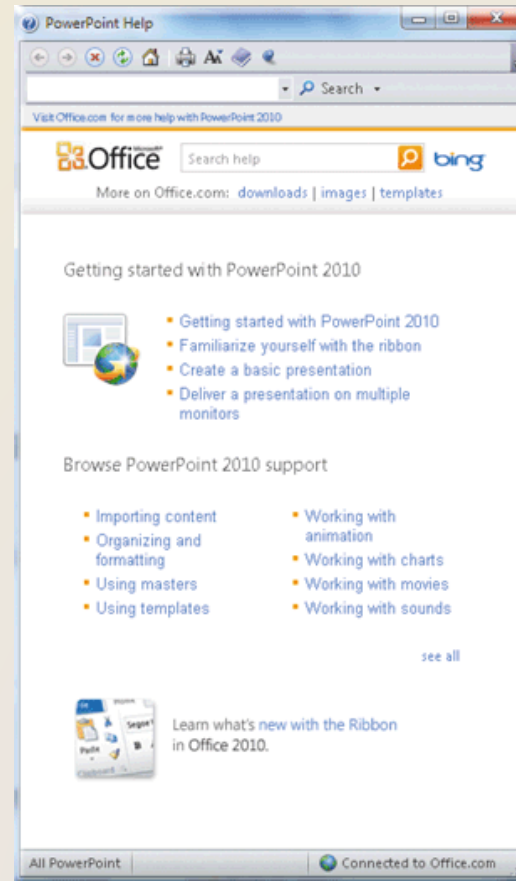 PowerPoint Help
Search
Visit Office.com for more help with PowerPoint 2010
Microsoft®
Office
Search help
bing
More on Office.com: downloads | images | templates
Getting started with PowerPoint 2010
Getting started with PowerPoint 2010
Familiarize yourself with the ribbon
Create a basic presentation
Deliver a presentation on multiple
monitors
Browse PowerPoint 2010 support
Importing content
Organizing and
formatting
Using masters
Using templates
Working with
animation
Working with charts
Working with movies
Working with sounds
see all
Paste
B
Clipboard
Learn what's new with the Ribbon
in Office 2010.
All PowerPoint
Connected to Office.com